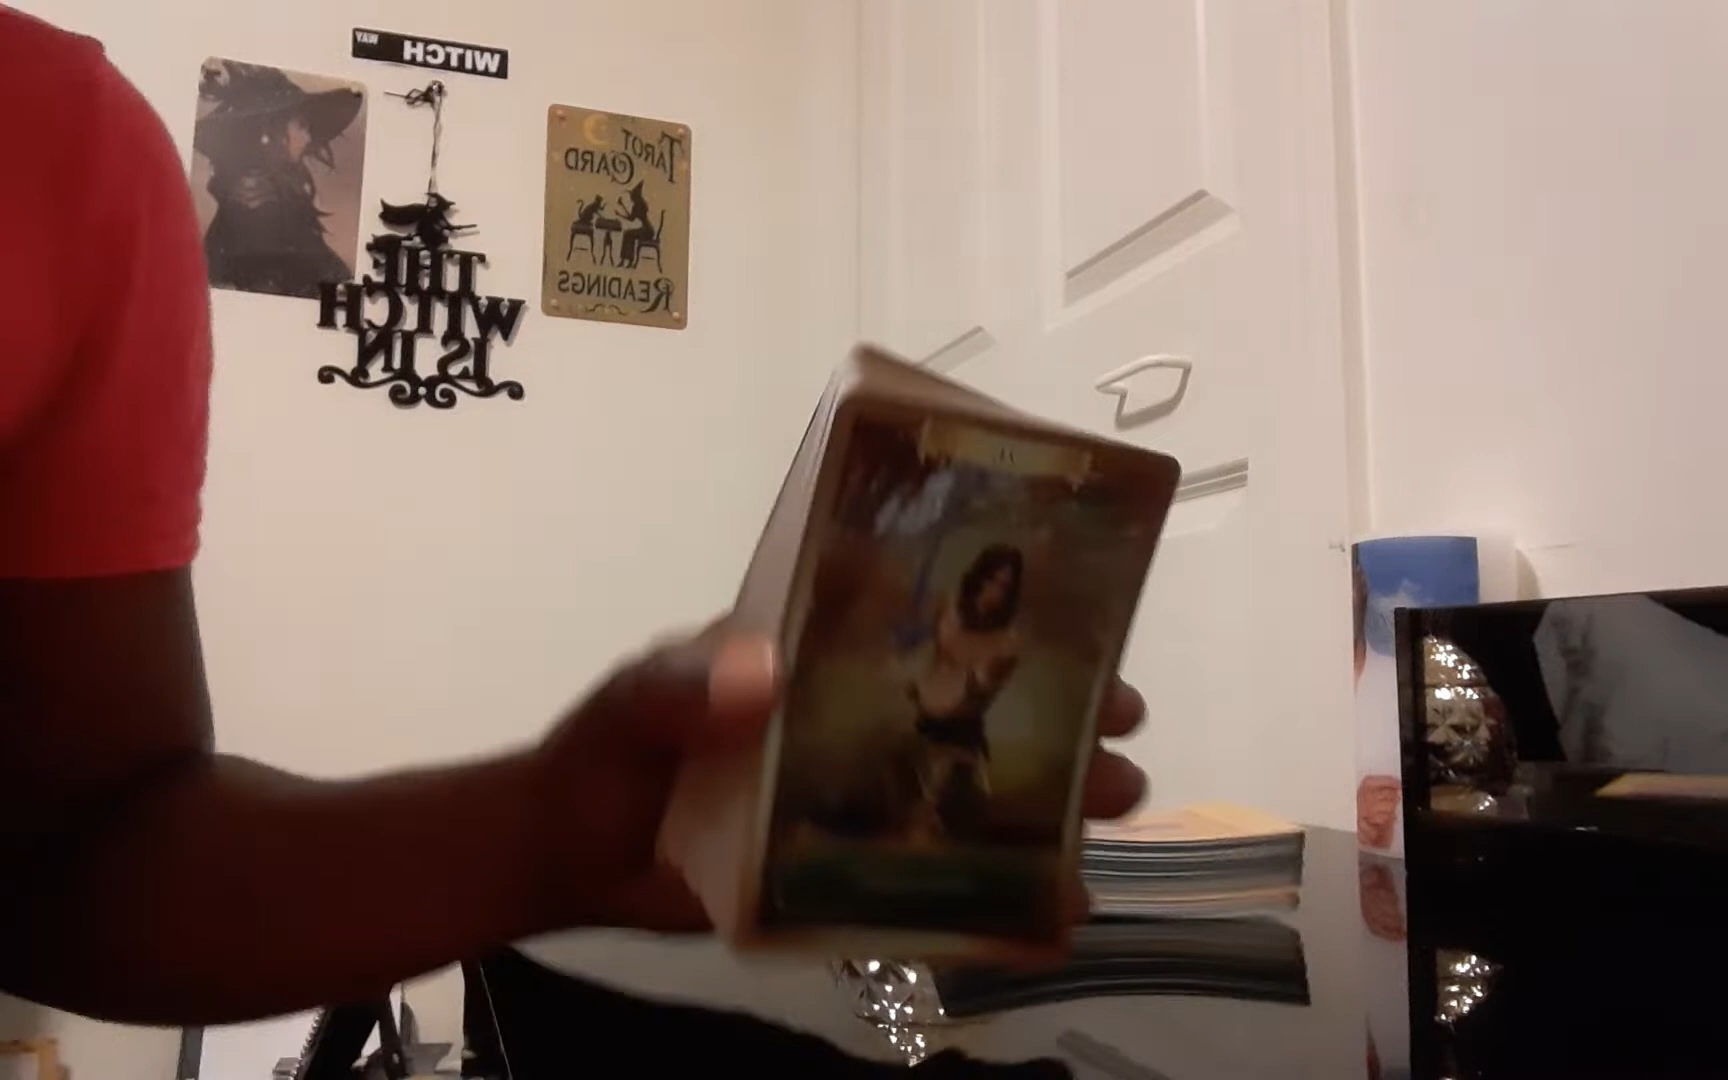 WITCH WAY
THE
WITCH
IS IN
TAROT
CARD
READINGS